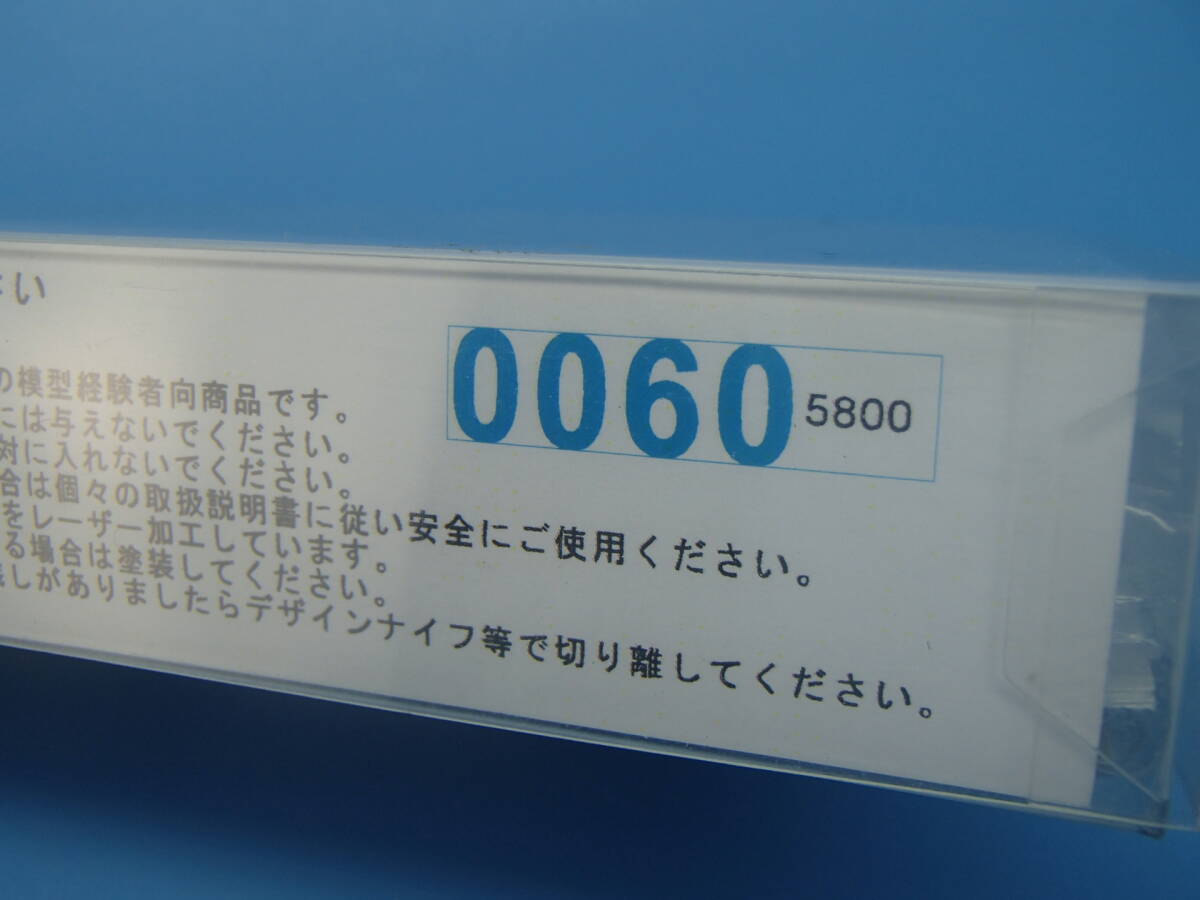 さい
0060 5800
の模型経験者向商品です。
には与えないでください。
対に入れないでください。
合は個々の取扱説明書に従い安全にご使用ください。
をレーザー加工しています。
る場合は塗装してください。
残しがありましたらデザインナイフ等で切り離してください。